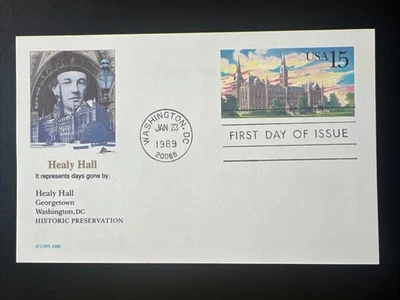 USA 15
WASHINGTON, DC
JAN 23
1989
20066
FIRST DAY OF ISSUE
Healy Hall
It represents days gone by.
Healy Hall
Georgetown
Washington, DC
HISTORIC PRESERVATION